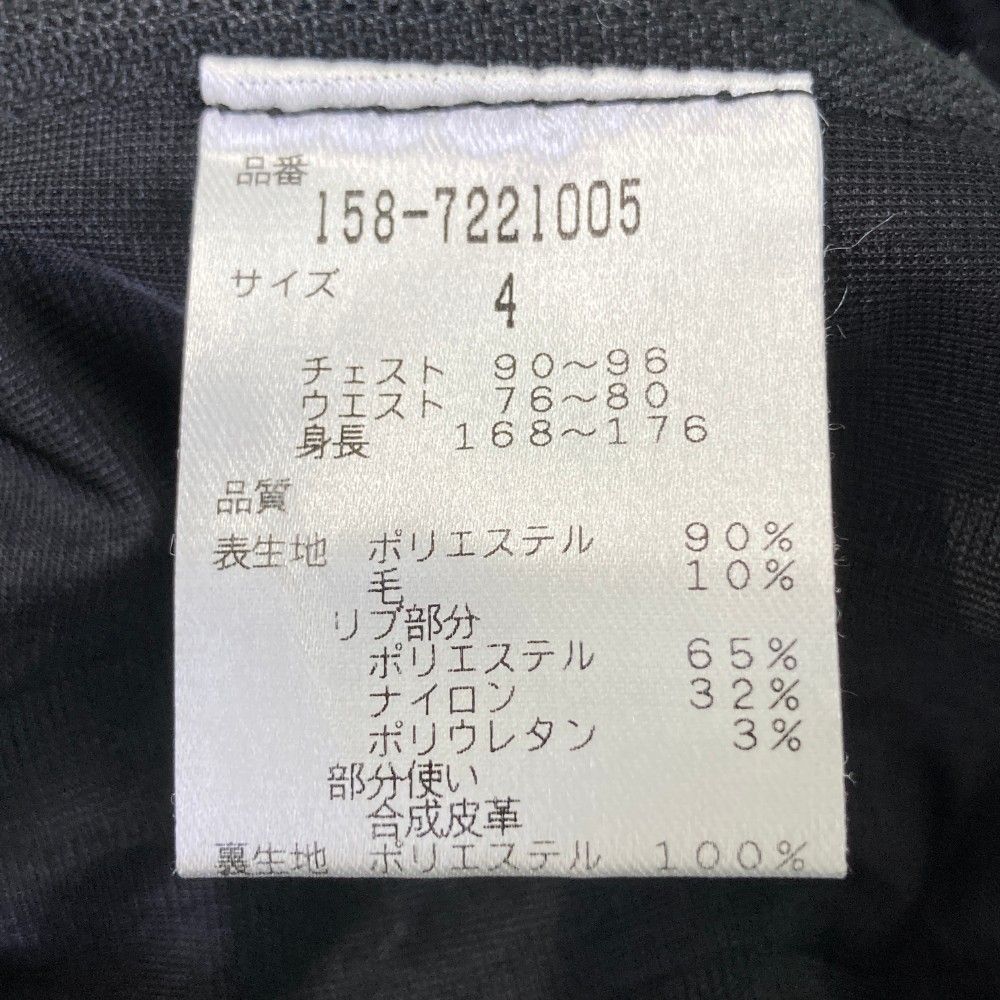 品番
158-7221005
サイズ 4
チェスト 90～96
ウエスト 76～80
身長 168～176
品質
表生地 ポリエステル 90%
毛 10%
リブ部分
ポリエステル 65%
ナイロン 32%
ポリウレタン 3%
部分使い
合成皮革
裏生地 ポリエステル 100%